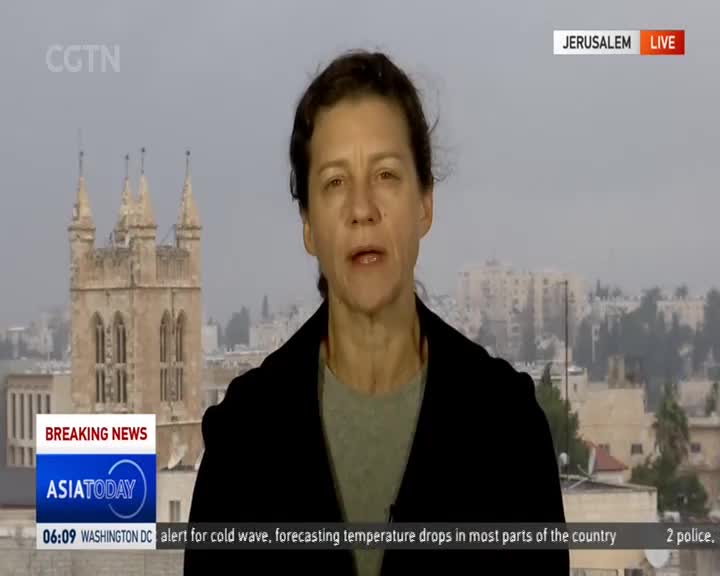 CGTN
JERUSALEM LIVE
BREAKING NEWS
ASIATODAY
06:09 WASHINGTON DC alert for cold wave, forecasting temperature drops in most parts of the country 2 police,